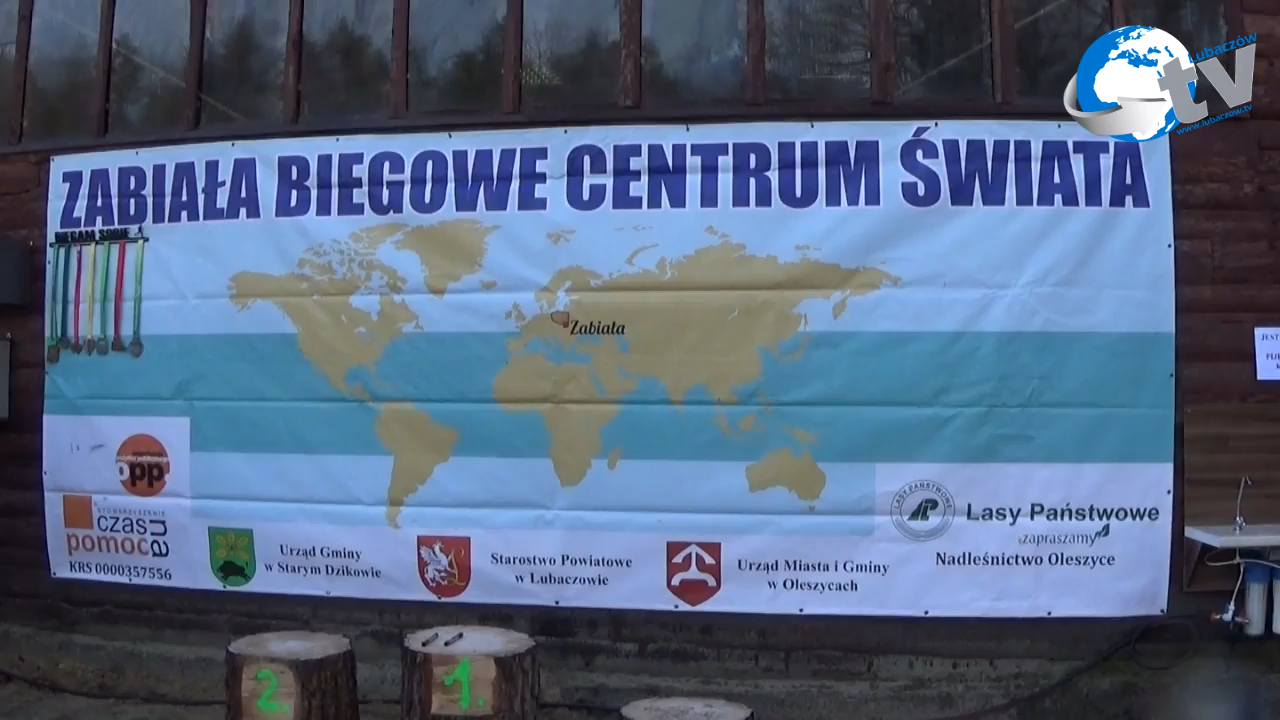 Lubaczów
tv
www.lubaczow.tv
ZABIAŁA BIEGOWE CENTRUM ŚWIATA
BIEGAM SOBIE
Zabiała
JEST
opp
STOWARZYSZENIE
czas na
pomoc
KRS 0000357556
Urząd Gminy
w Starym Dzikowie
Starostwo Powiatowe
w Lubaczowie
Urząd Miasta i Gminy
w Oleszycach
LASY PAŃSTWOWE
Lasy Państwowe
zapraszamy
Nadleśnictwo Oleszyce
2.
1.